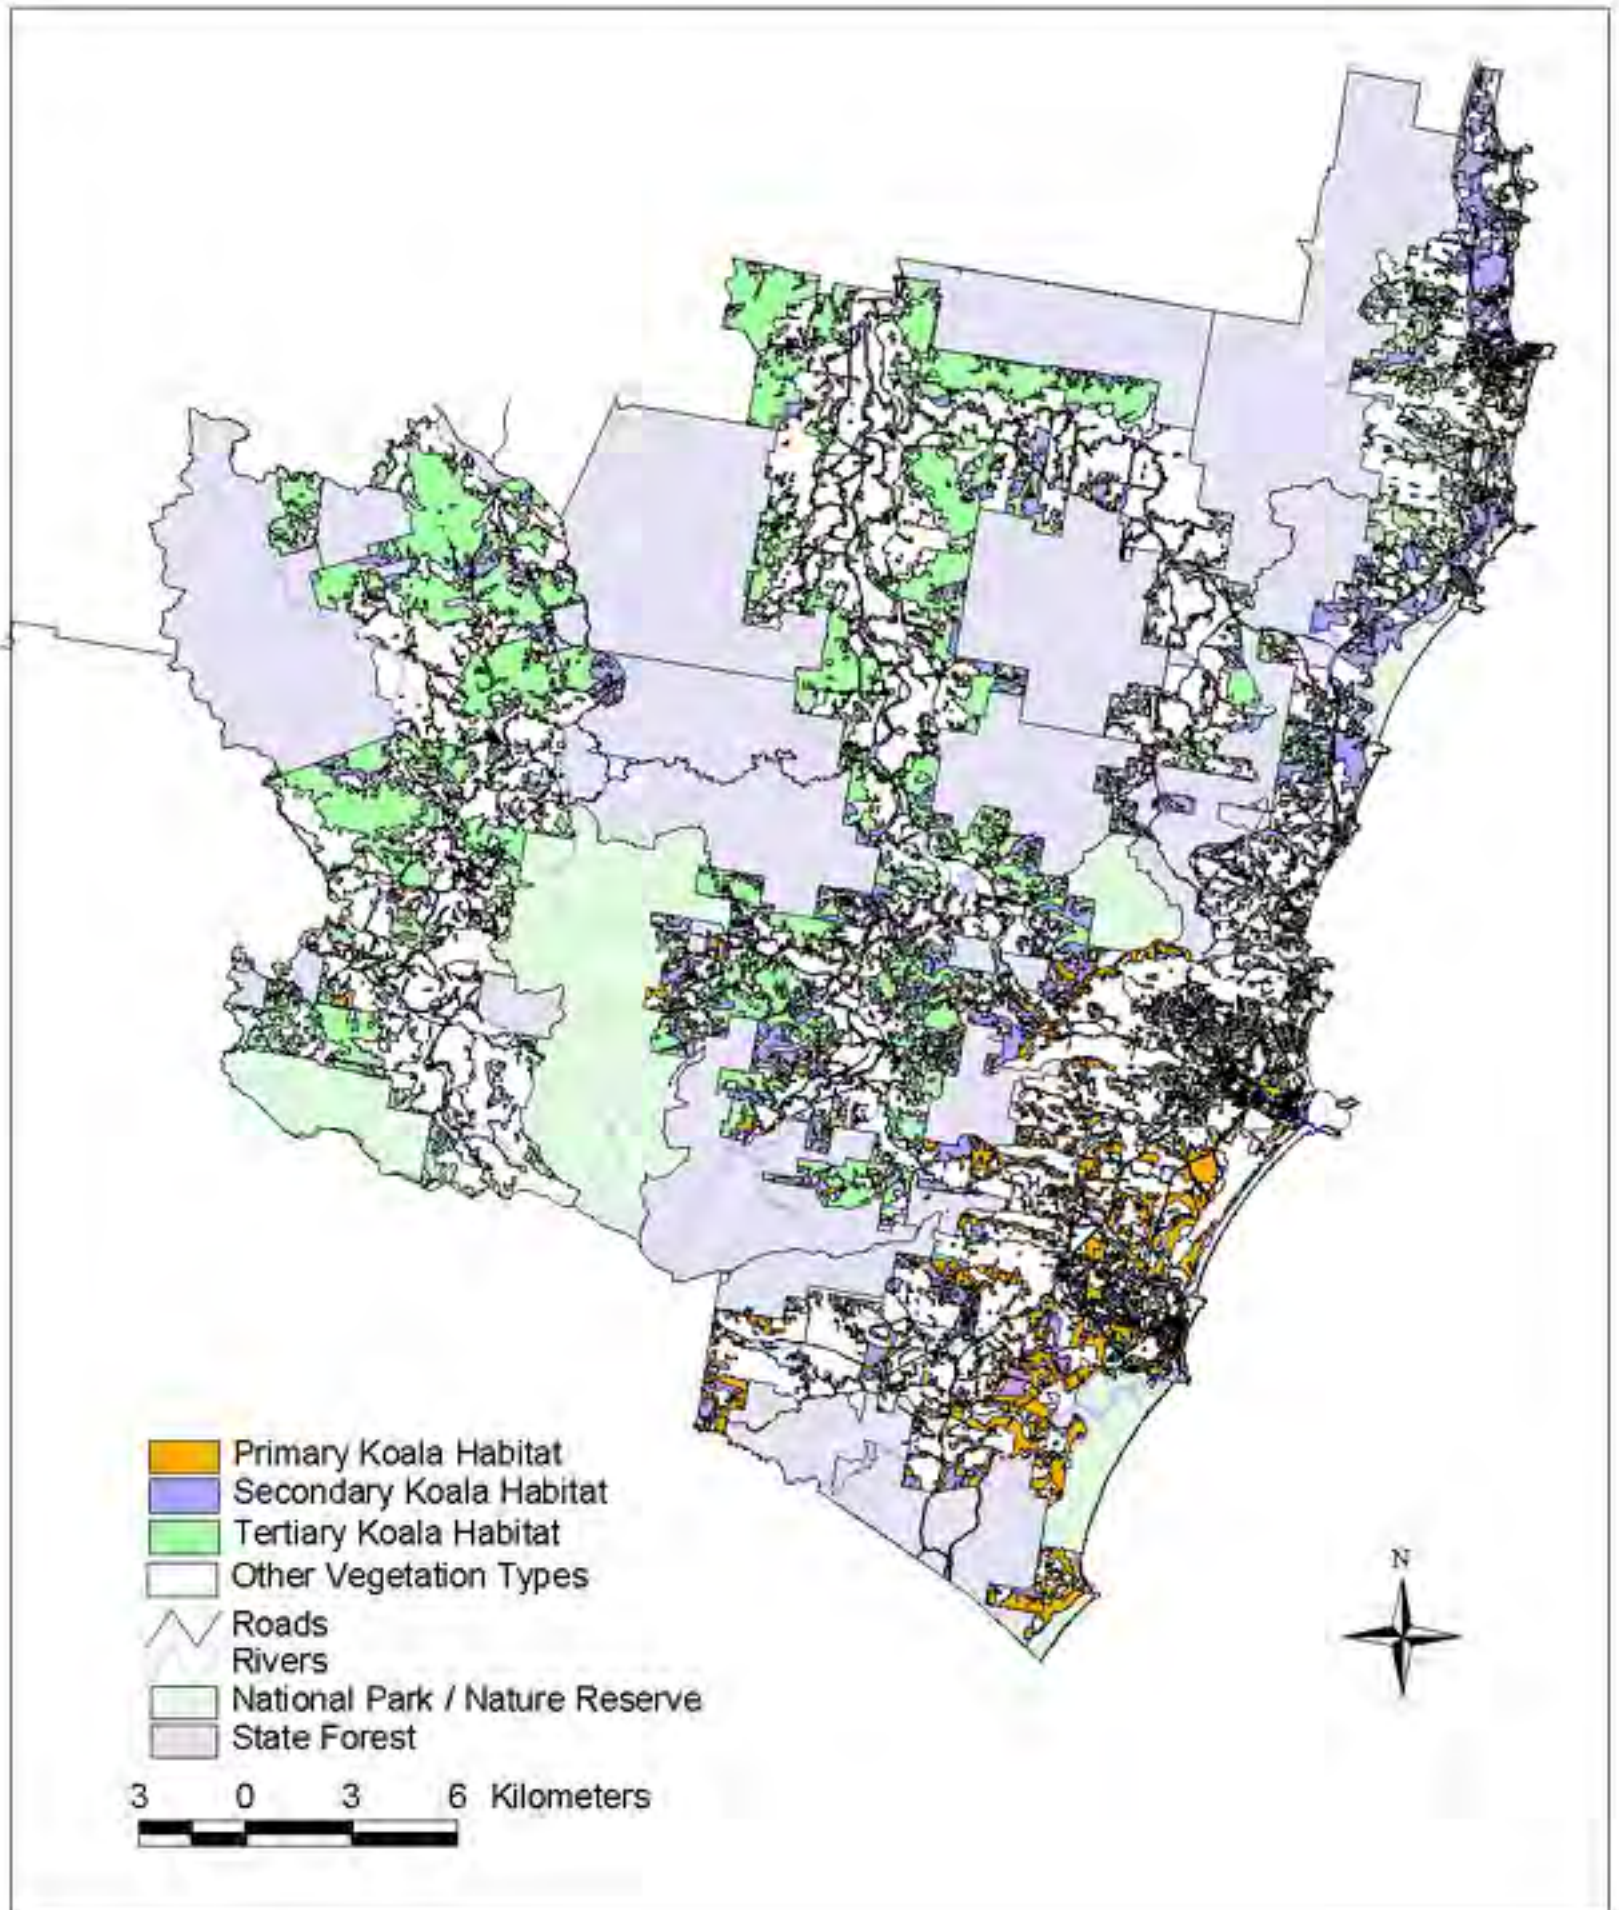 Primary Koala Habitat
Secondary Koala Habitat
Tertiary Koala Habitat
Other Vegetation Types
Roads
Rivers
National Park / Nature Reserve
State Forest
3 0 3 6 Kilometers
N